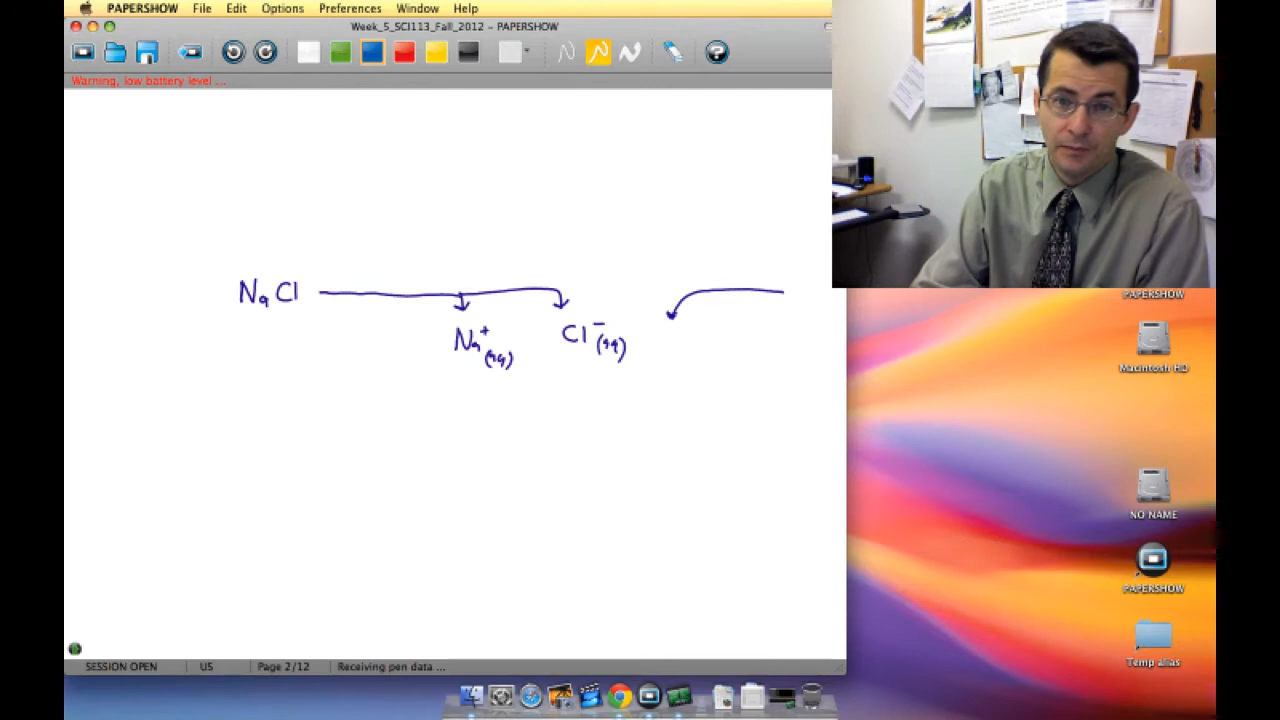 PAPERSHOW File Edit Options Preferences Window Help
Week_5_SCI113_Fall_2012 – PAPERSHOW
Warning, low battery level ...
NaCl
Na⁺(aq) Cl⁻(aq)
PAPERSHOW
Macintosh HD
NO NAME
PAPERSHOW
Temp alias
SESSION OPEN US Page 2/12 Receiving pen data ...